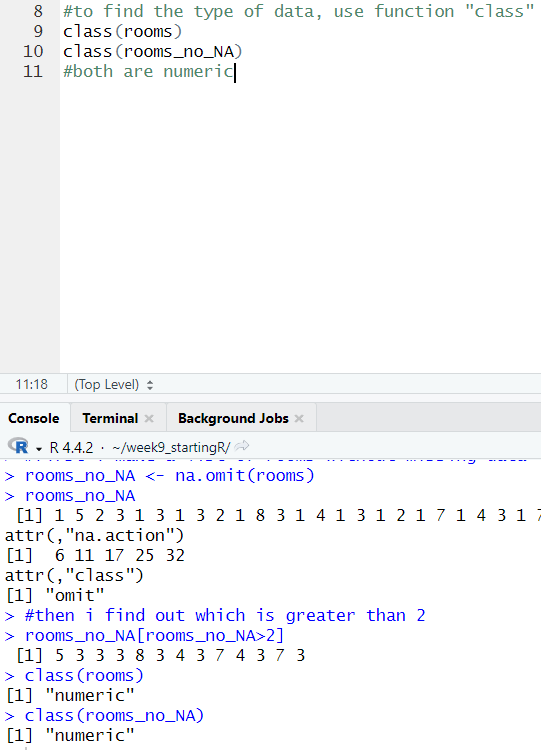 8 #to find the type of data, use function "class"
9 class(rooms)
10 class(rooms_no_NA)
11 #both are numeric
11:18 (Top Level)
Console Terminal Background Jobs
R R 4.4.2 · ~/week9_startingR/
> rooms_no_NA <- na.omit(rooms)
> rooms_no_NA
[1] 1 5 2 3 1 3 1 3 2 1 8 3 1 4 1 3 1 2 1 7 1 4 3 1 7
attr(,"na.action")
[1] 6 11 17 25 32
attr(,"class")
[1] "omit"
> #then i find out which is greater than 2
> rooms_no_NA[rooms_no_NA>2]
[1] 5 3 3 3 8 3 4 3 7 4 3 7 3
> class(rooms)
[1] "numeric"
> class(rooms_no_NA)
[1] "numeric"